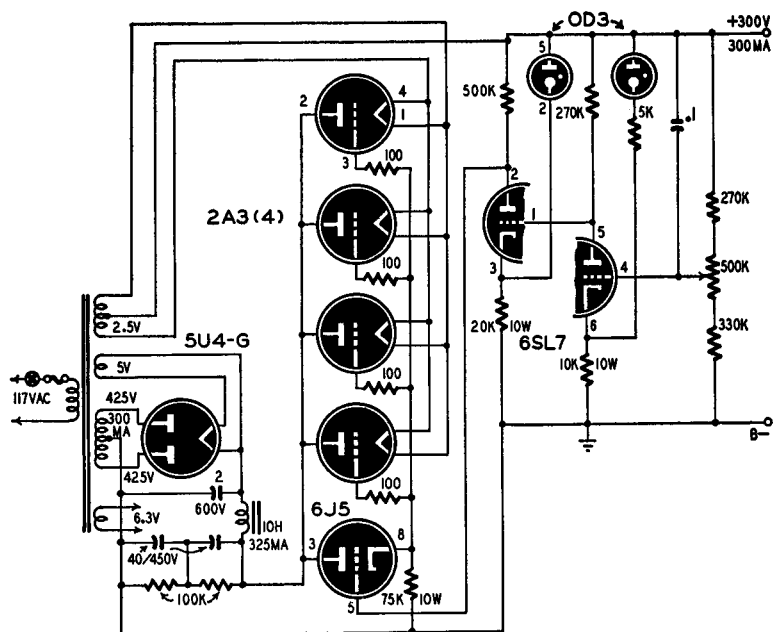 OD3
+300V
300MA
5
2
4
1
3
500K
2
270K
5K
.1
100
2A3(4)
100
100
100
2
1
3
5
4
6
270K
500K
330K
20K
10W
6SL7
10K
10W
B-
2.5V
5U4-G
5V
117VAC
425V
300
MA
425V
2
600V
6.3V
10H
325MA
40/450V
100K
6J5
3
8
5
75K
10W